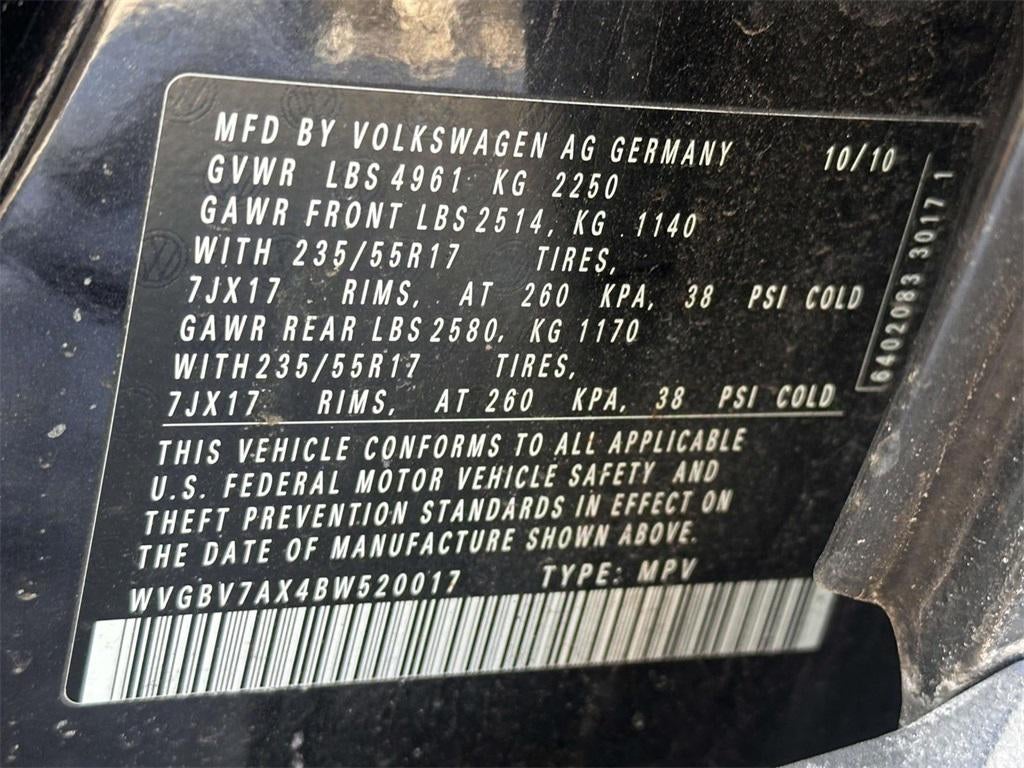 MFD BY VOLKSWAGEN AG GERMANY 10/10
GVWR LBS 4961 KG 2250
GAWR FRONT LBS 2514, KG 1140
WITH 235/55R17 TIRES,
7JX17 RIMS, AT 260 KPA, 38 PSI COLD
GAWR REAR LBS 2580, KG 1170
WITH 235/55R17 TIRES,
7JX17 RIMS, AT 260 KPA, 38 PSI COLD
THIS VEHICLE CONFORMS TO ALL APPLICABLE
U.S. FEDERAL MOTOR VEHICLE SAFETY AND
THEFT PREVENTION STANDARDS IN EFFECT ON
THE DATE OF MANUFACTURE SHOWN ABOVE.
WVGBV7AX4BW520017 TYPE: MPV
6402083 3017 1